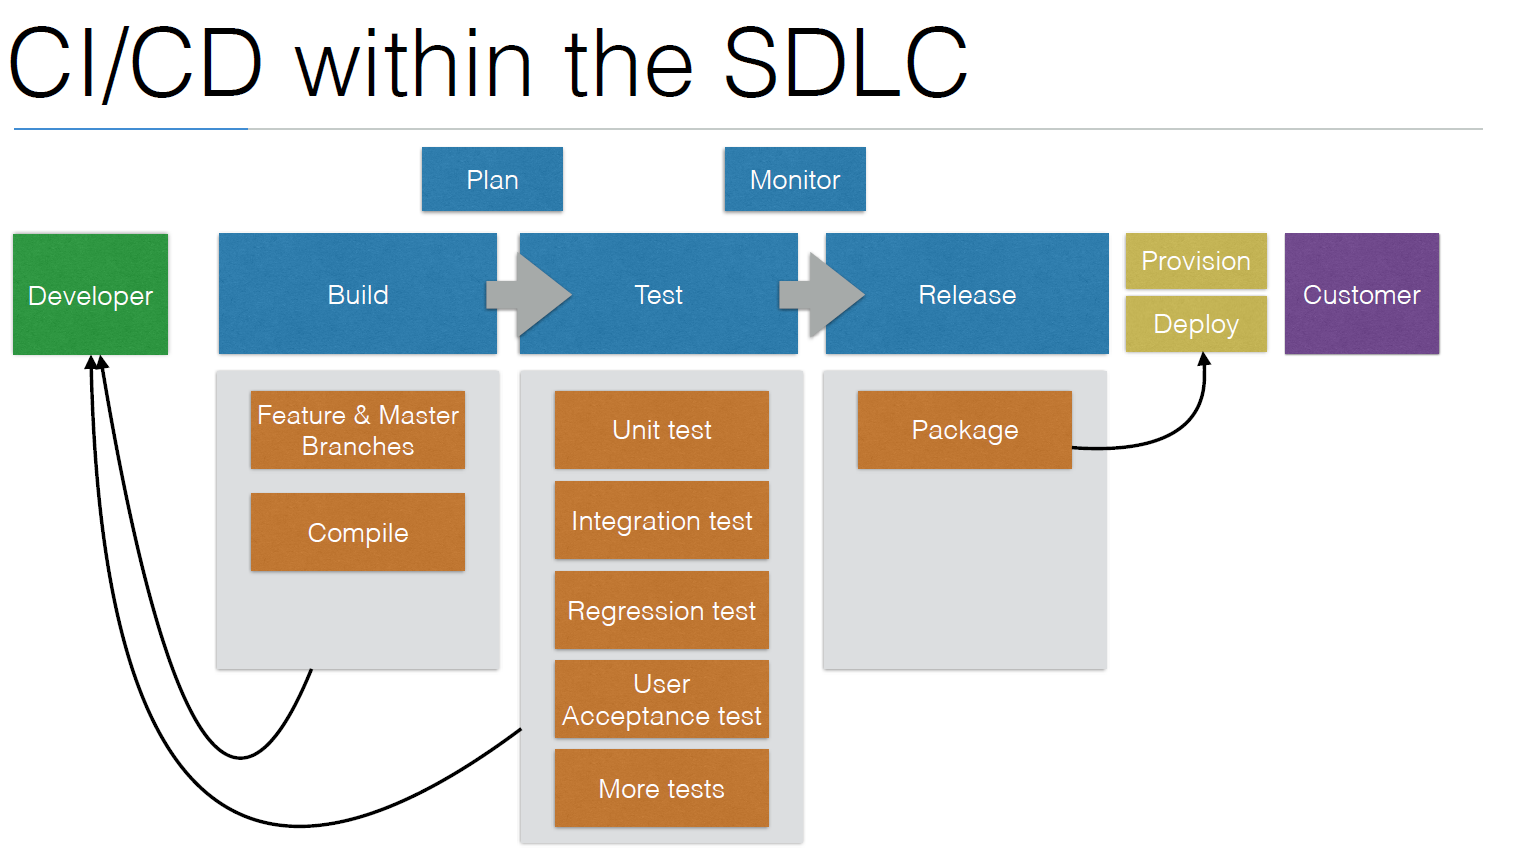 CI/CD within the SDLC
Plan
Monitor
Developer
Build
Test
Release
Provision
Deploy
Customer
Feature & Master
Branches
Compile
Unit test
Integration test
Regression test
User
Acceptance test
More tests
Package